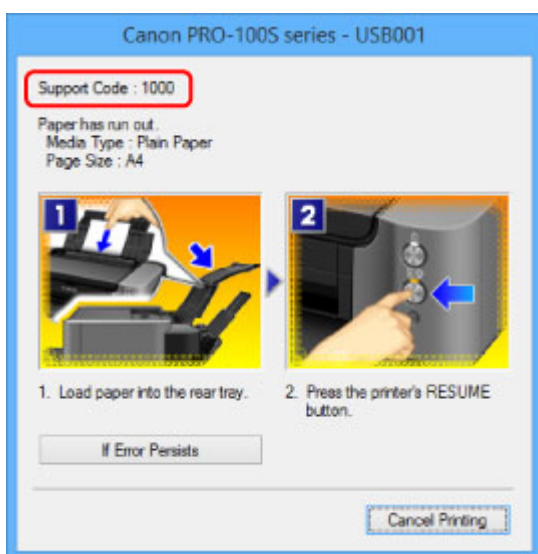 Canon PRO-100S series - USB001
Support Code : 1000
Paper has run out.
Media Type : Plain Paper
Page Size : A4
1
2
1. Load paper into the rear tray.
2. Press the printer's RESUME
button.
If Error Persists
Cancel Printing